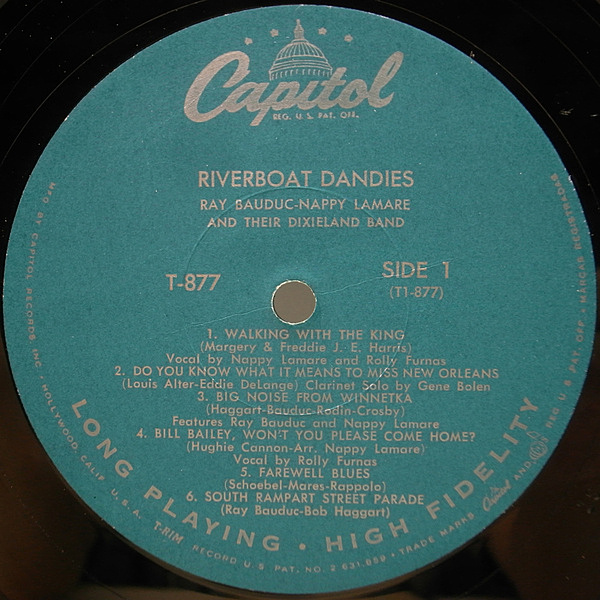 Capitol
REG. U. S. PAT. OFF.
RIVERBOAT DANDIES
RAY BAUDUC-NAPPY LAMARE
AND THEIR DIXIELAND BAND
T-877
SIDE 1
(T1-877)
1. WALKING WITH THE KING
(Margery & Freddie J. E. Harris)
Vocal by Nappy Lamare and Rolly Furnas
2. DO YOU KNOW WHAT IT MEANS TO MISS NEW ORLEANS
(Louis Alter-Eddie DeLange) Clarinet Solo by Gene Bolen
3. BIG NOISE FROM WINNETKA
(Haggart-Bauduc-Rodin-Crosby)
Features Ray Bauduc and Nappy Lamare
4. BILL BAILEY, WON'T YOU PLEASE COME HOME?
(Hughie Cannon-Arr. Nappy Lamare)
Vocal by Rolly Furnas
5. FAREWELL BLUES
(Schoebel-Mares-Rappolo)
6. SOUTH RAMPART STREET PARADE
(Ray Bauduc-Bob Haggart)
LONG PLAYING • HIGH FIDELITY
MFG. BY CAPITOL RECORDS, INC. • HOLLYWOOD, CALIF. U. S. A. T-RIM RECORD U.S. PAT. NO. 2 631,859 • TRADE MARKS Capitol AND REG. U.S. PAT. OFF. • MARCAS REGISTRADAS